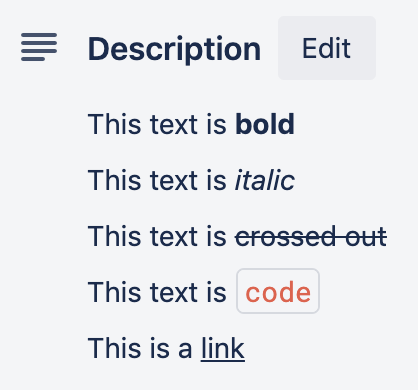 Description Edit
This text is bold
This text is italic
This text is crossed out
This text is code
This is a link